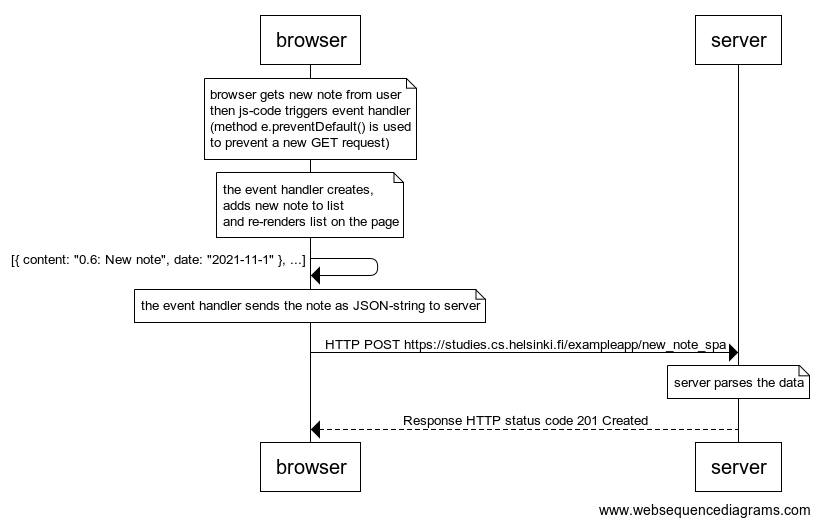 browser
server
browser gets new note from user
then js-code triggers event handler
(method e.preventDefault() is used
to prevent a new GET request)
the event handler creates,
adds new note to list
and re-renders list on the page
[{ content: "0.6: New note", date: "2021-11-1" }, ...]
the event handler sends the note as JSON-string to server
HTTP POST https://studies.cs.helsinki.fi/exampleapp/new_note_spa
server parses the data
Response HTTP status code 201 Created
browser
server
www.websequencediagrams.com